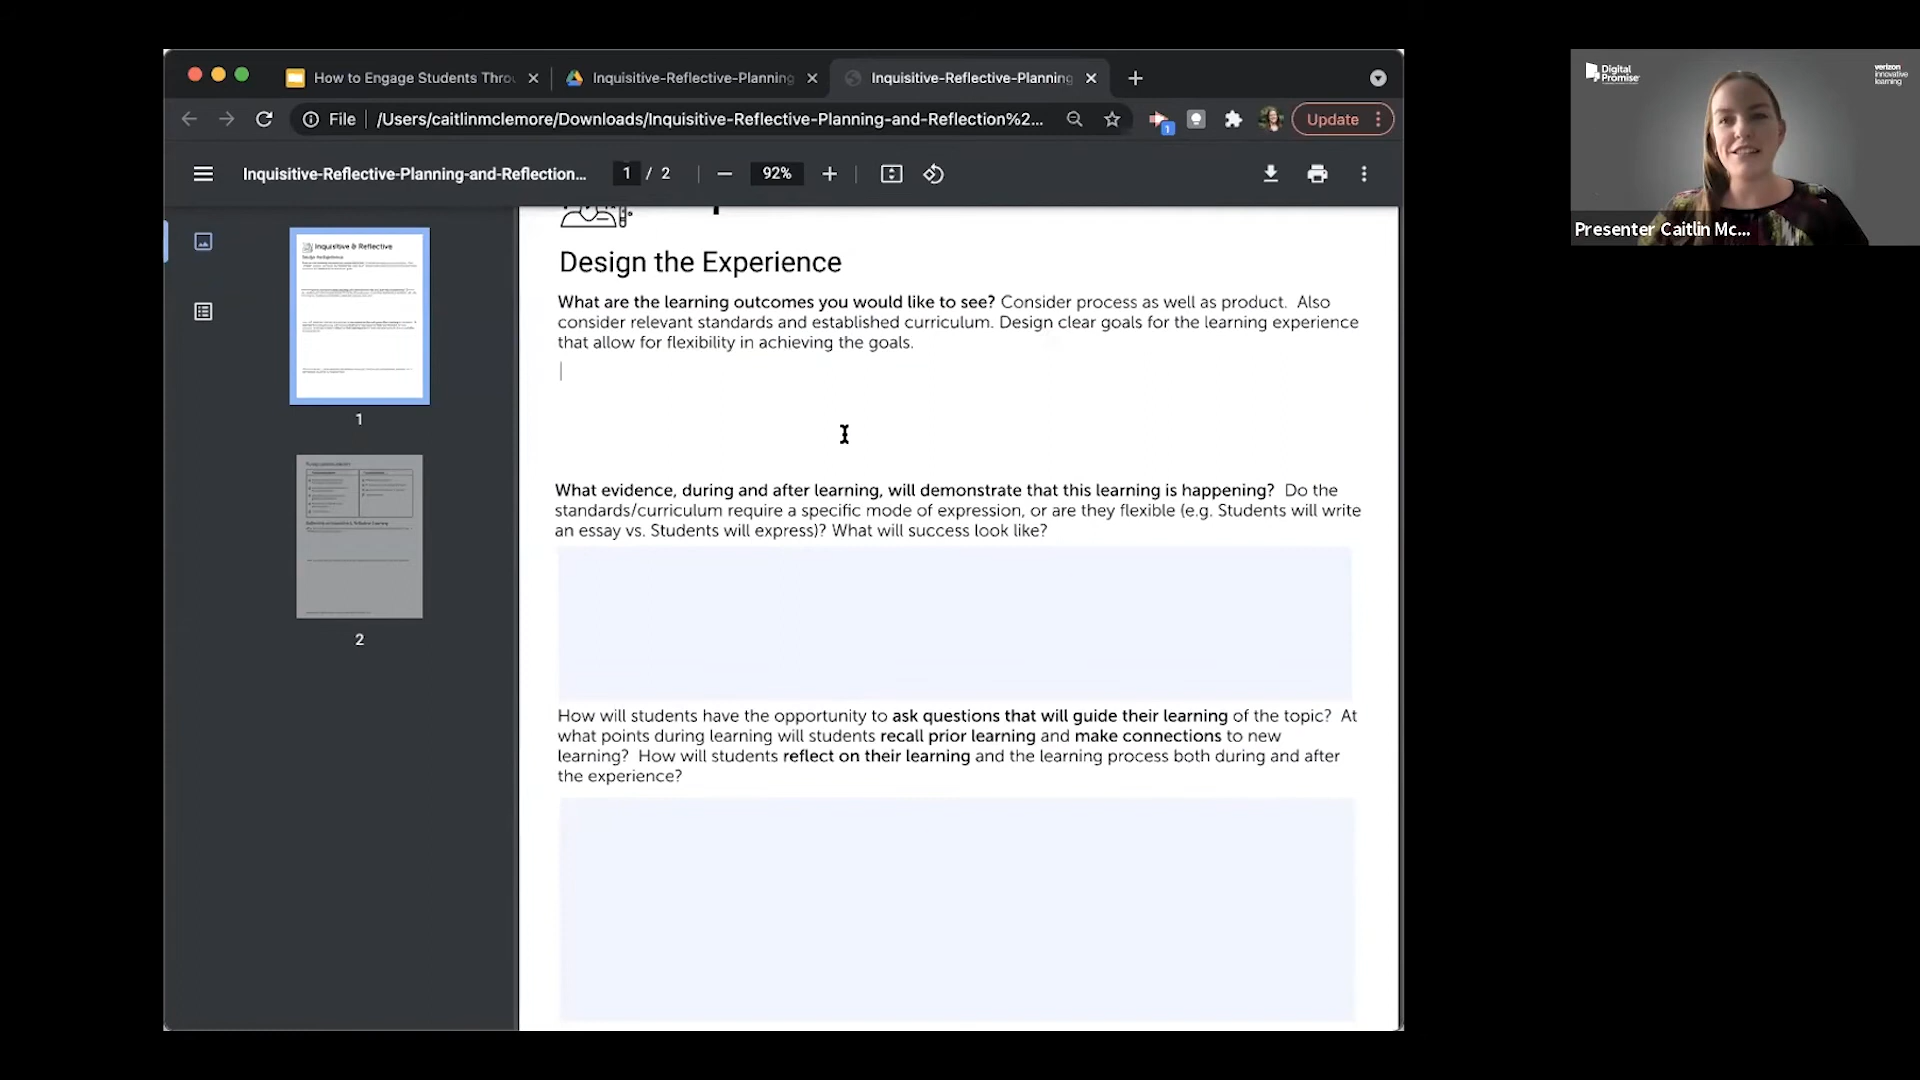 How to Engage Students Thro
Inquisitive-Reflective-Planning
Inquisitive-Reflective-Planning
File
/Users/caitlinmclemore/Downloads/Inquisitive-Reflective-Planning-and-Reflection%2...
1
Update
Inquisitive-Reflective-Planning-and-Reflection...
1 / 2
92%
Inquisitive & Reflective
1
2
Design the Experience
What are the learning outcomes you would like to see? Consider process as well as product. Also
consider relevant standards and established curriculum. Design clear goals for the learning experience
that allow for flexibility in achieving the goals.
What evidence, during and after learning, will demonstrate that this learning is happening? Do the
standards/curriculum require a specific mode of expression, or are they flexible (e.g. Students will write
an essay vs. Students will express)? What will success look like?
How will students have the opportunity to ask questions that will guide their learning of the topic? At
what points during learning will students recall prior learning and make connections to new
learning? How will students reflect on their learning and the learning process both during and after
the experience?
Digital
Promise
verizon
innovative
learning
Presenter Caitlin Mc...